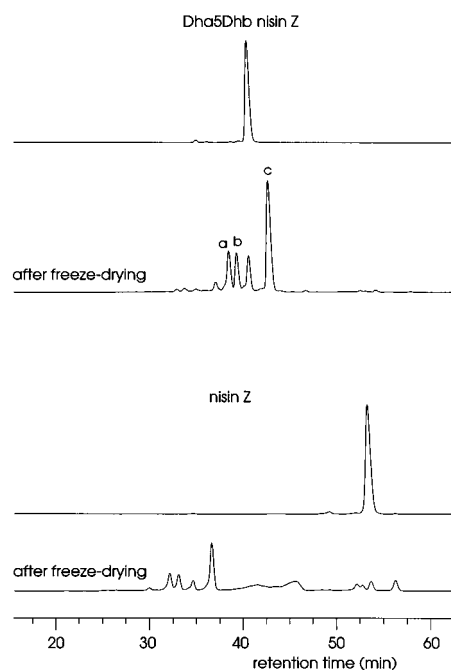 Dha5Dhb nisin Z
c
a b
after freeze-drying
nisin Z
after freeze-drying
20 30 40 50 60
retention time (min)